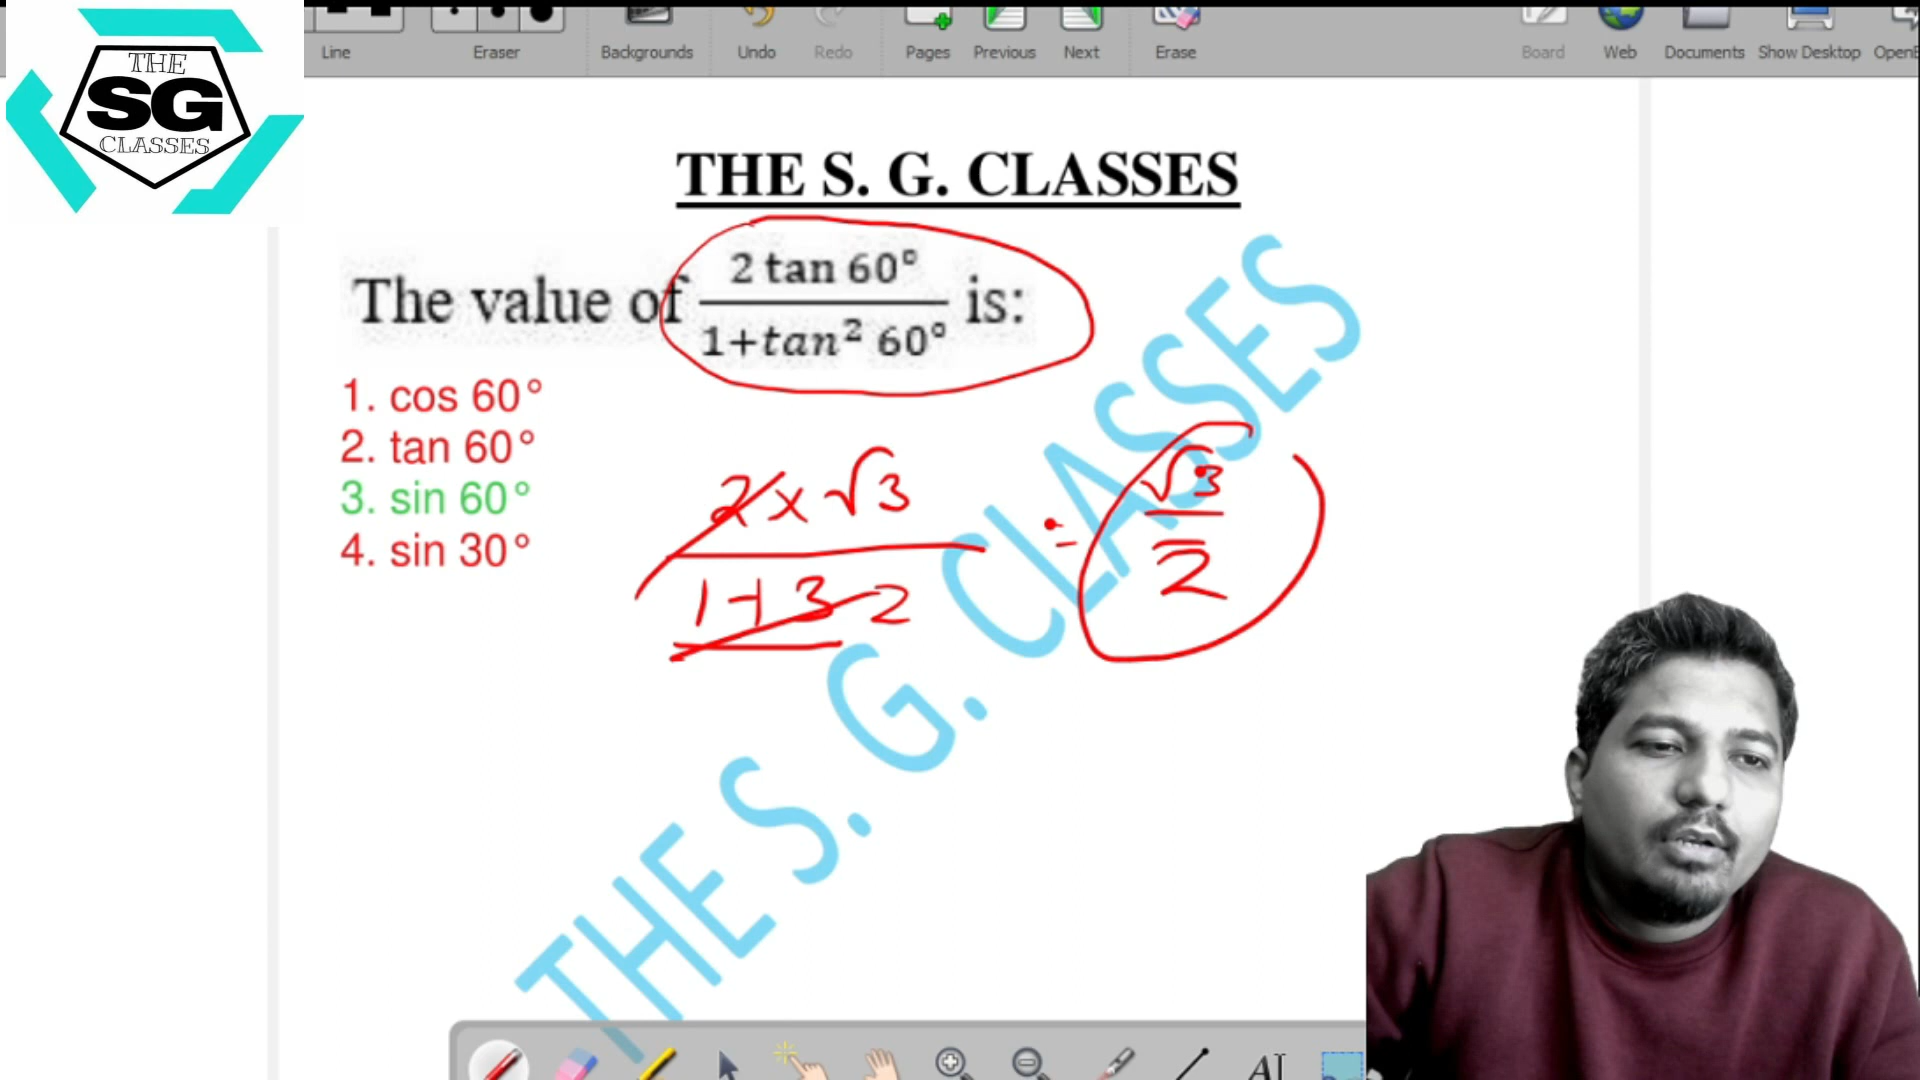 THE
SG
CLASSES
Line Eraser Backgrounds Undo Redo Pages Previous Next Erase Board Web Documents Show Desktop
THE S. G. CLASSES
The value of 2 tan 60° / 1+tan² 60° is:
1. cos 60°
2. tan 60°
3. sin 60°
4. sin 30°
2 x √3 / 1+3 2 = √3 / 2
THE S. G. CLASSES